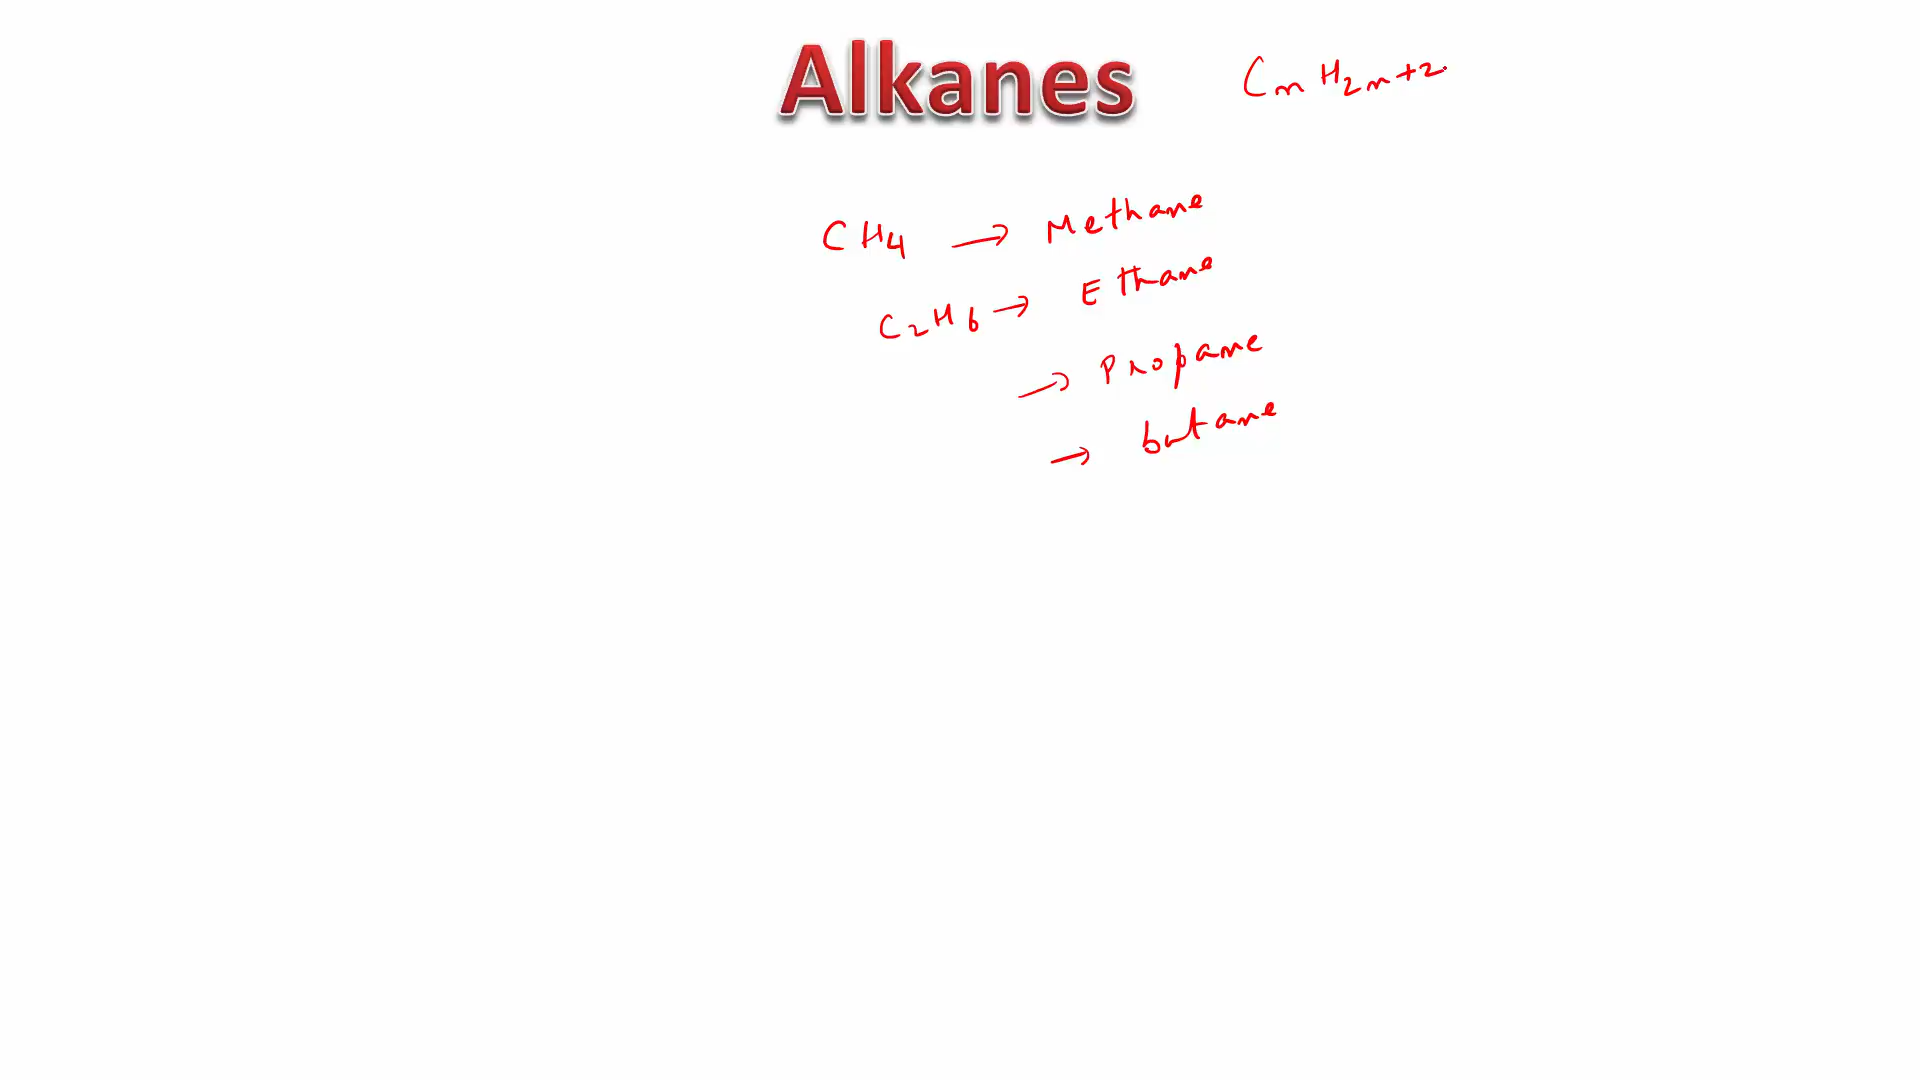 Alkanes CnH2n+2
CH4 → Methane
C2H6 → Ethane
→ Propane
→ butane